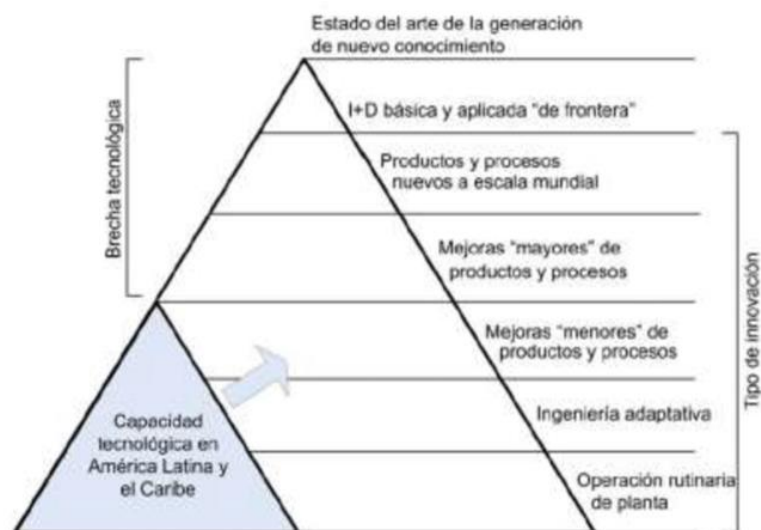 Estado del arte de la generación
de nuevo conocimiento
I+D básica y aplicada "de frontera"
Productos y procesos
nuevos a escala mundial
Mejoras "mayores" de
productos y procesos
Mejoras "menores" de
productos y procesos
Ingeniería adaptativa
Operación rutinaria
de planta
Brecha tecnológica
Capacidad
tecnológica en
América Latina y
el Caribe
Tipo de innovación